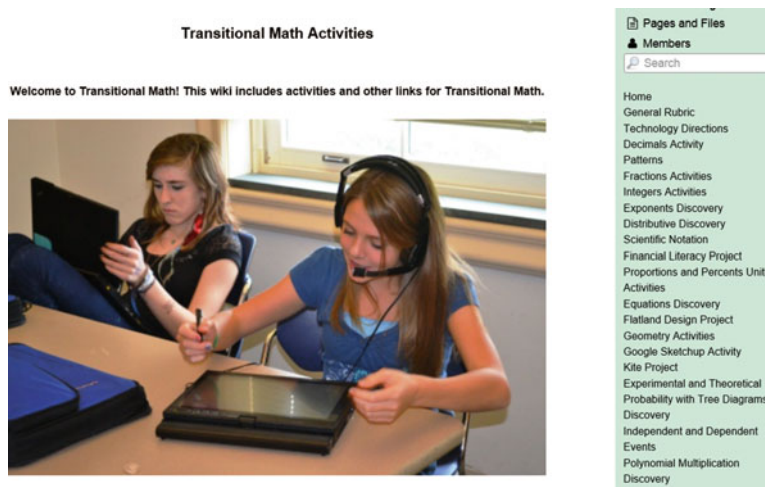 Transitional Math Activities
Welcome to Transitional Math! This wiki includes activities and other links for Transitional Math.
Pages and Files
Members
Search
Home
General Rubric
Technology Directions
Decimals Activity
Patterns
Fractions Activities
Integers Activities
Exponents Discovery
Distributive Discovery
Scientific Notation
Financial Literacy Project
Proportions and Percents Unit
Activities
Equations Discovery
Flatland Design Project
Geometry Activities
Google Sketchup Activity
Kite Project
Experimental and Theoretical
Probability with Tree Diagrams
Discovery
Independent and Dependent
Events
Polynomial Multiplication
Discovery